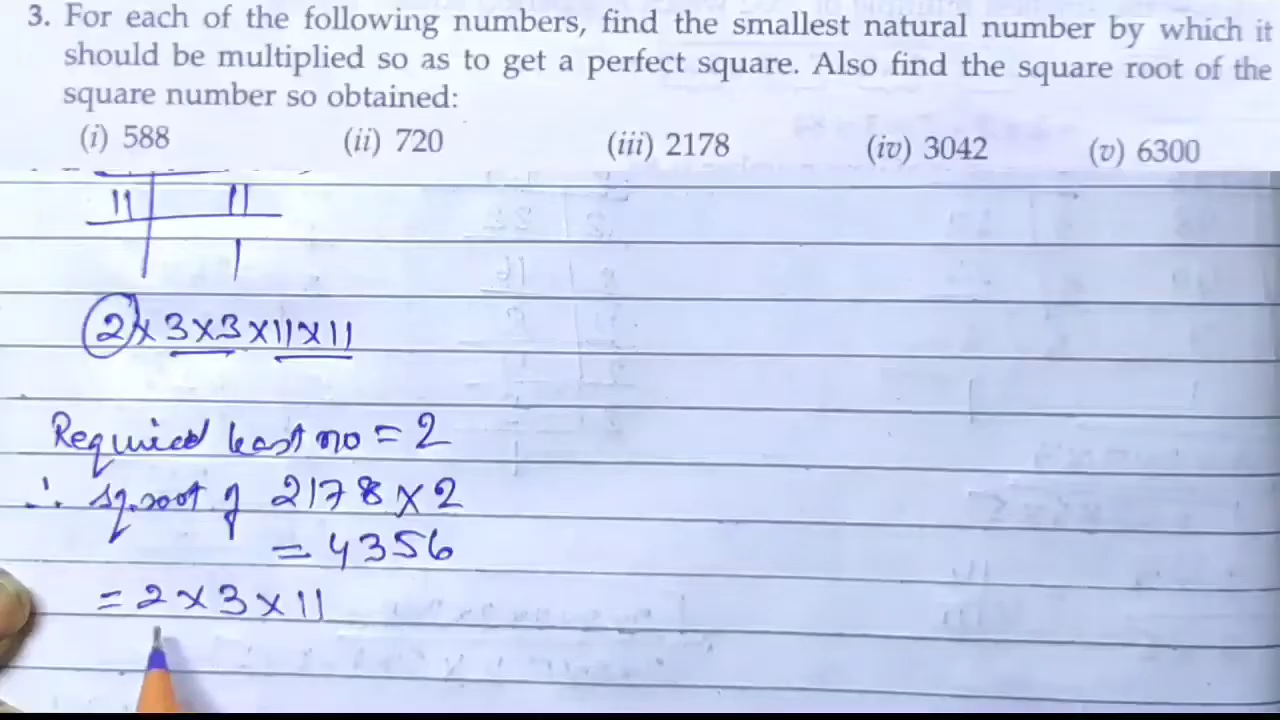 3. For each of the following numbers, find the smallest natural number by which it
should be multiplied so as to get a perfect square. Also find the square root of the
square number so obtained:
(i) 588 (ii) 720 (iii) 2178 (iv) 3042 (v) 6300
11 11
1
2 × 3 × 3 × 11 × 11
Required least no = 2
∴ sq.root of 2178 × 2
= 4356
= 2 × 3 × 11